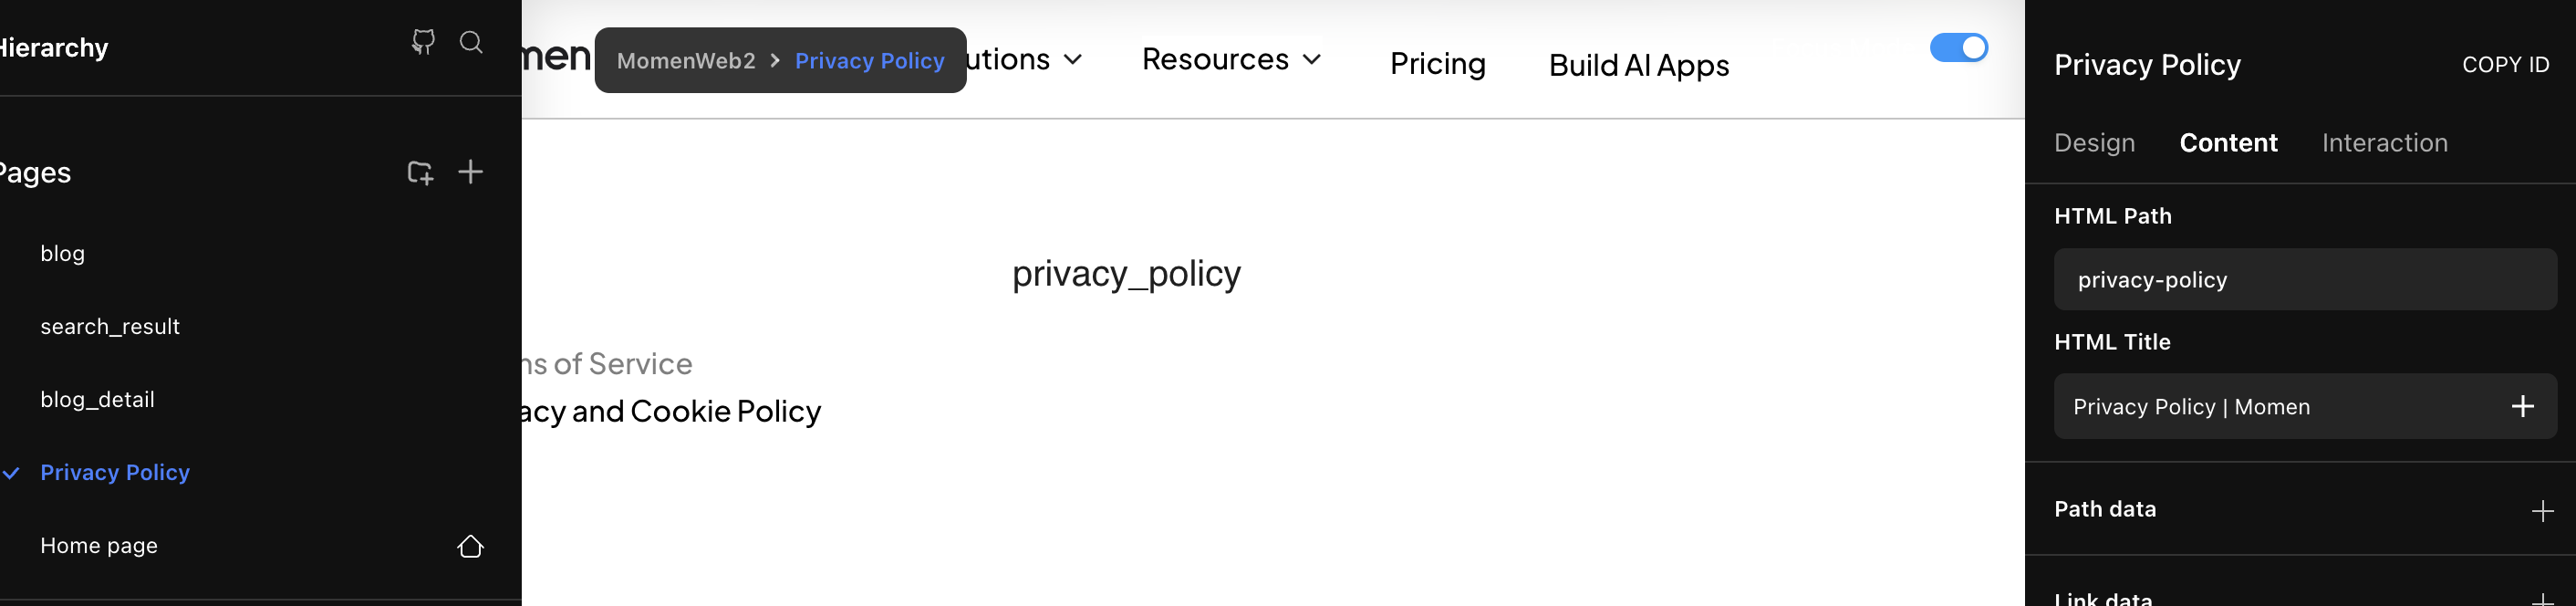 Hierarchy
Pages
blog
search_result
blog_detail
Privacy Policy
Home page
men
MomenWeb2 > Privacy Policy
utions
Resources
Pricing
Build AI Apps
privacy_policy
ns of Service
acy and Cookie Policy
Privacy Policy
COPY ID
Design Content Interaction
HTML Path
privacy-policy
HTML Title
Privacy Policy | Momen
Path data
Link data